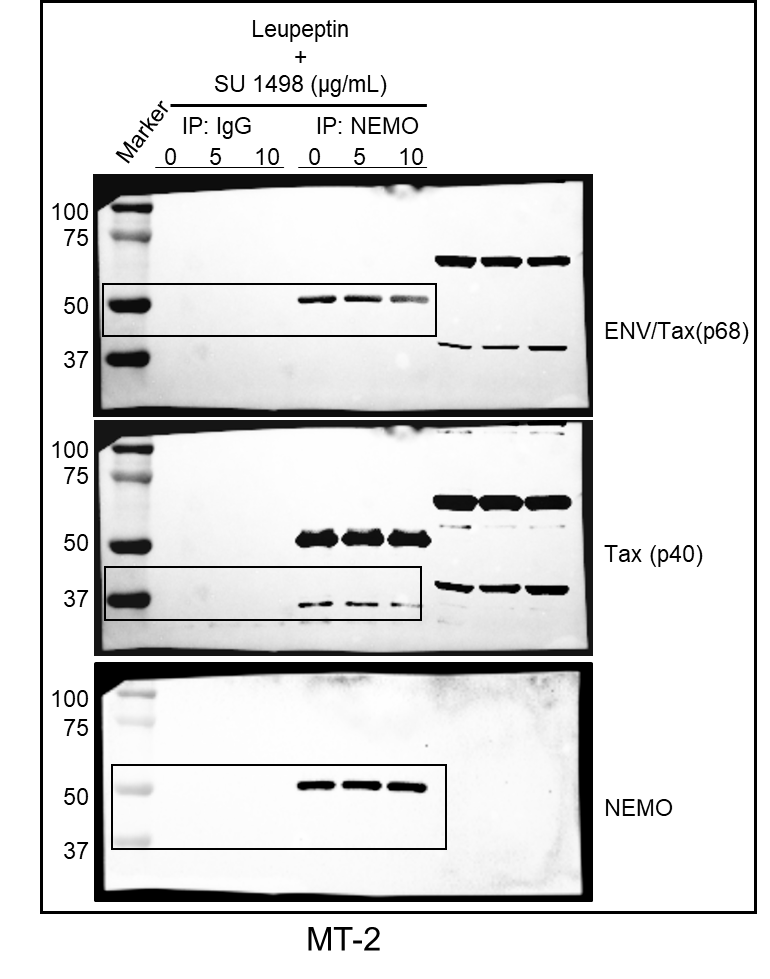 Leupeptin
+
SU 1498 (µg/mL)
Marker
IP: IgG IP: NEMO
0 5 10 0 5 10
100
75
50
37
ENV/Tax(p68)
100
75
50
37
Tax (p40)
100
75
50
37
NEMO
MT-2